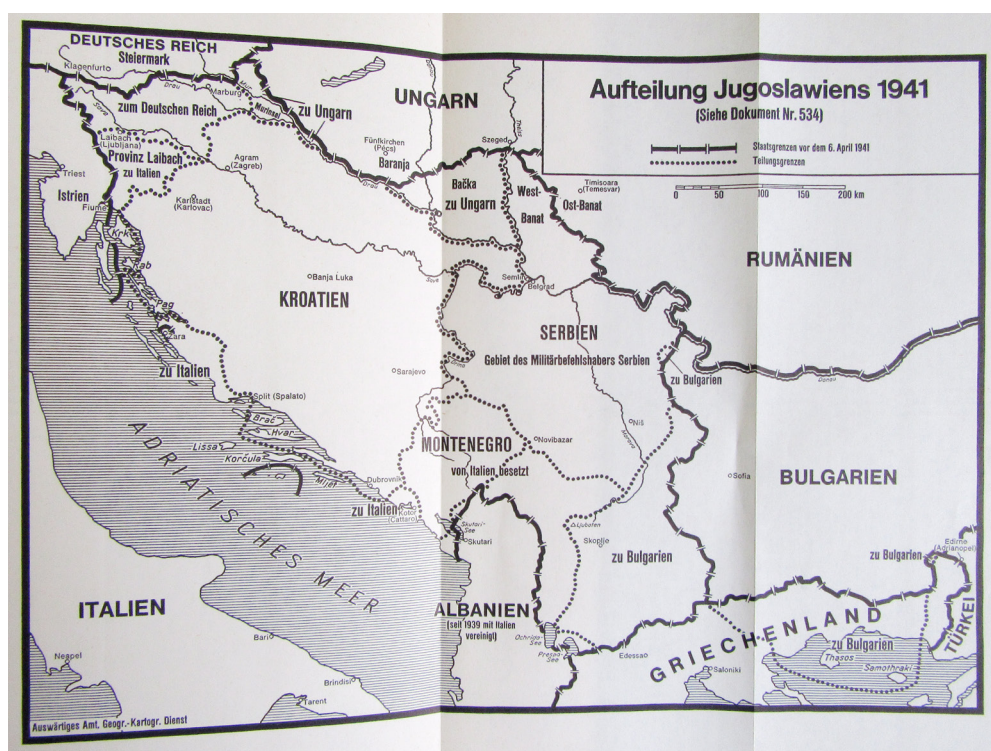 DEUTSCHES REICH
Steiermark
Klagenfurt
Drau
Marburg
Mur
Murinsel
zum Deutschen Reich
zu Ungarn
UNGARN
Save
Laibach
(Ljubljana)
Provinz Laibach
zu Italien
Agram
(Zagreb)
Fünfkirchen
(Pécs)
Baranja
Drau
Szeged
Theiß
Aufteilung Jugoslawiens 1941
(Siehe Dokument Nr. 534)
Staatsgrenzen vor dem 6. April 1941
Teilungsgrenzen
0 50 100 150 200 km
Triest
Istrien
Fiume
Karlstadt
(Karlovac)
Bačka
zu Ungarn
West-
Banat
Timisoara
(Temesvar)
Ost-Banat
RUMÄNIEN
Krk
Rab
Pag
Zara
Banja Luka
KROATIEN
Save
Semlin
Belgrad
SERBIEN
Gebiet des Militärbefehlshabers Serbien
Drina
zu Bulgarien
Donau
zu Italien
Sarajevo
Split (Spalato)
Brač
Hvar
Lissa
Korčula
Mljet
Dubrovnik
zu Italien
Kotor
(Cattaro)
MONTENEGRO
von Italien besetzt
Novibazar
Niš
Morava
Sofia
BULGARIEN
ADRIATISCHES MEER
Skutari-
See
Skutari
Ljuboten
Skoplje
zu Bulgarien
zu Bulgarien
Edirne
(Adrianopel)
TÜRKEI
ITALIEN
ALBANIEN
(seit 1939 mit Italien
vereinigt)
Ochrida-
See
Prespa-
See
Edessa
GRIECHENLAND
Saloniki
zu Bulgarien
Thasos
Samothraki
Bari
Neapel
Brindisi
Tarent
Auswärtiges Amt. Geogr.-Kartogr. Dienst